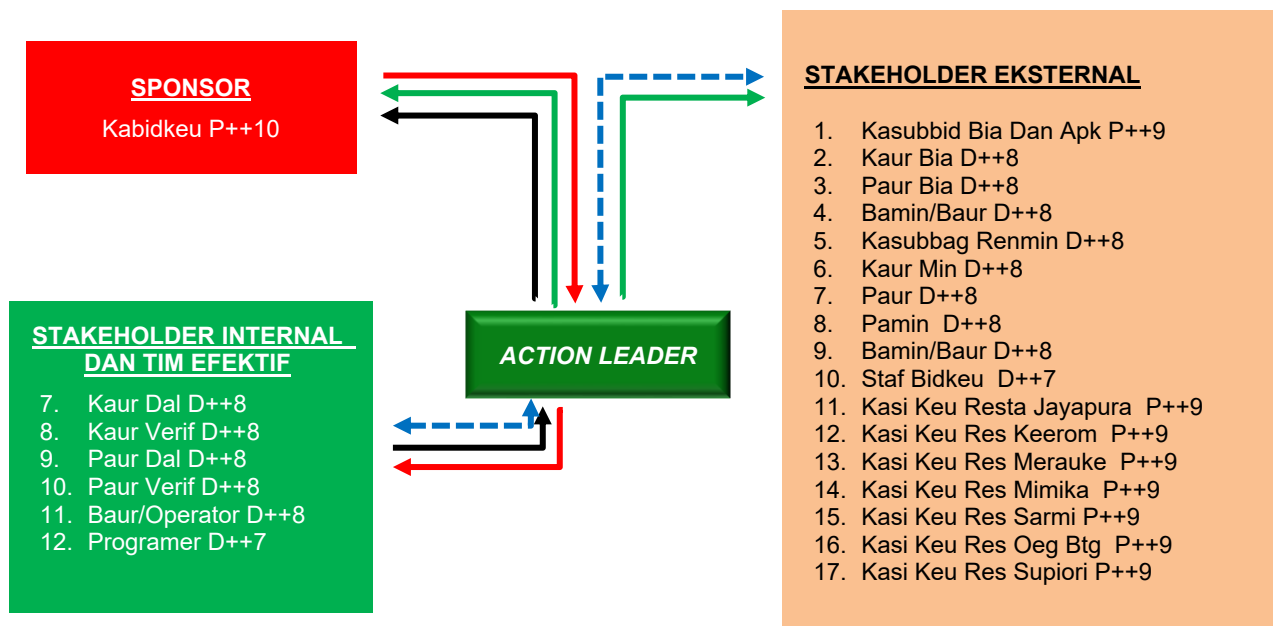 SPONSOR
Kabidkeu P++10
STAKEHOLDER INTERNAL
DAN TIM EFEKTIF
7. Kaur Dal D++8
8. Kaur Verif D++8
9. Paur Dal D++8
10. Paur Verif D++8
11. Baur/Operator D++8
12. Programer D++7
ACTION LEADER
STAKEHOLDER EKSTERNAL
1. Kasubbid Bia Dan Apk P++9
2. Kaur Bia D++8
3. Paur Bia D++8
4. Bamin/Baur D++8
5. Kasubbag Renmin D++8
6. Kaur Min D++8
7. Paur D++8
8. Pamin D++8
9. Bamin/Baur D++8
10. Staf Bidkeu D++7
11. Kasi Keu Resta Jayapura P++9
12. Kasi Keu Res Keerom P++9
13. Kasi Keu Res Merauke P++9
14. Kasi Keu Res Mimika P++9
15. Kasi Keu Res Sarmi P++9
16. Kasi Keu Res Oeg Btg P++9
17. Kasi Keu Res Supiori P++9